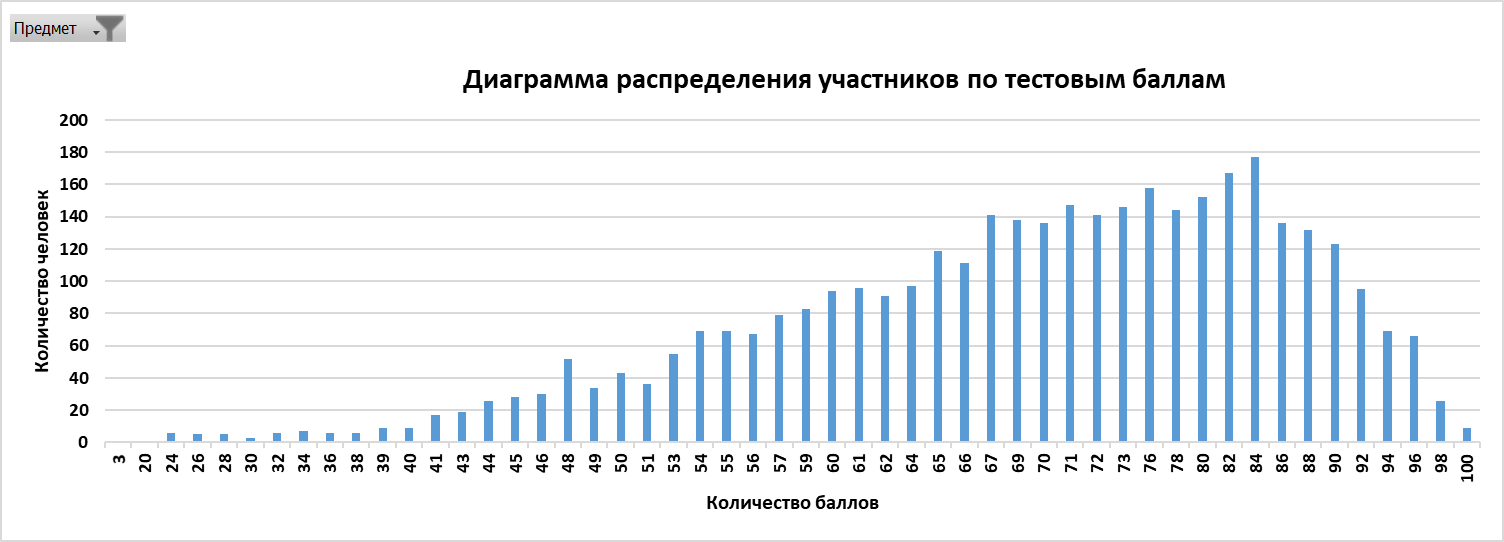 Предмет
Диаграмма распределения участников по тестовым баллам
Количество человек
200
180
160
140
120
100
80
60
40
20
0
3 20 24 26 28 30 32 34 36 38 39 40 41 43 44 45 46 48 49 50 51 53 54 55 56 57 59 60 61 62 64 65 66 67 69 70 71 72 73 76 78 80 82 84 86 88 90 92 94 96 98 100
Количество баллов